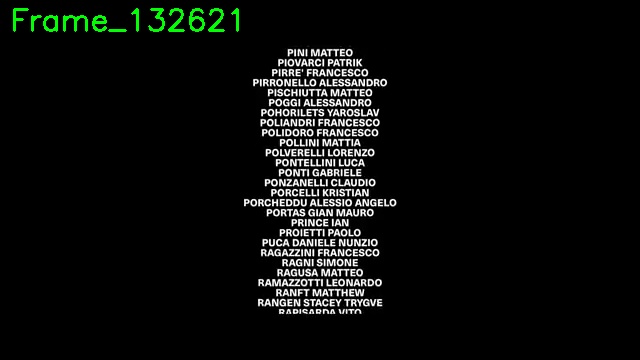 Frame_132621
PINI MATTEO
PIOVARCI PATRIK
PIRRE' FRANCESCO
PIRRONELLO ALESSANDRO
PISCHIUTTA MATTEO
POGGI ALESSANDRO
POHORILETS YAROSLAV
POLIANDRI FRANCESCO
POLIDORO FRANCESCO
POLLINI MATTIA
POLVERELLI LORENZO
PONTELLINI LUCA
PONTI GABRIELE
PONZANELLI CLAUDIO
PORCELLI KRISTIAN
PORCHEDDU ALESSIO ANGELO
PORTAS GIAN MAURO
PRINCE IAN
PROIETTI PAOLO
PUCA DANIELE NUNZIO
RAGAZZINI FRANCESCO
RAGNI SIMONE
RAGUSA MATTEO
RAMAZZOTTI LEONARDO
RANFT MATTHEW
RANGEN STACEY TRYGVE
RAPISARDA VITO